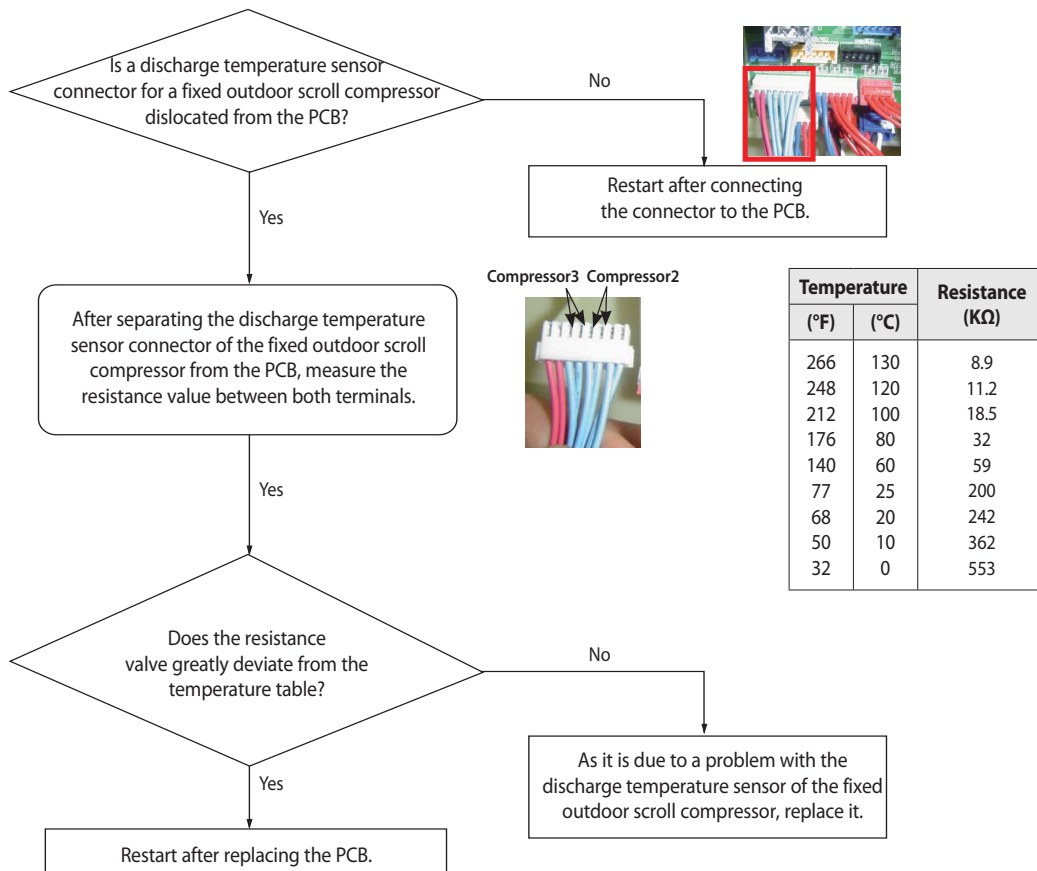 Is a discharge temperature sensor
connector for a fixed outdoor scroll compressor
dislocated from the PCB?
No
Restart after connecting
the connector to the PCB.
Yes
Compressor3 Compressor2
After separating the discharge temperature
sensor connector of the fixed outdoor scroll
compressor from the PCB, measure the
resistance value between both terminals.
Temperature Resistance
(°F) (°C) (KΩ)
266 130 8.9
248 120 11.2
212 100 18.5
176 80 32
140 60 59
77 25 200
68 20 242
50 10 362
32 0 553
Yes
Does the resistance
valve greatly deviate from the
temperature table?
No
As it is due to a problem with the
discharge temperature sensor of the fixed
outdoor scroll compressor, replace it.
Yes
Restart after replacing the PCB.